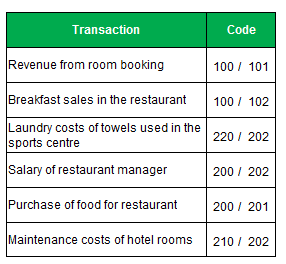 Transaction Code
Revenue from room booking 100 / 101
Breakfast sales in the restaurant 100 / 102
Laundry costs of towels used in the
sports centre 220 / 202
Salary of restaurant manager 200 / 202
Purchase of food for restaurant 200 / 201
Maintenance costs of hotel rooms 210 / 202